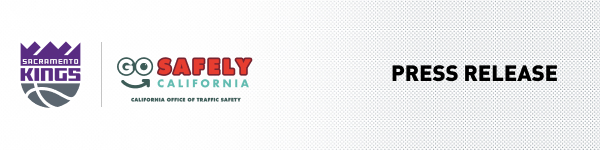 SACRAMENTO
KINGS
GO SAFELY
CALIFORNIA
CALIFORNIA OFFICE OF TRAFFIC SAFETY
PRESS RELEASE